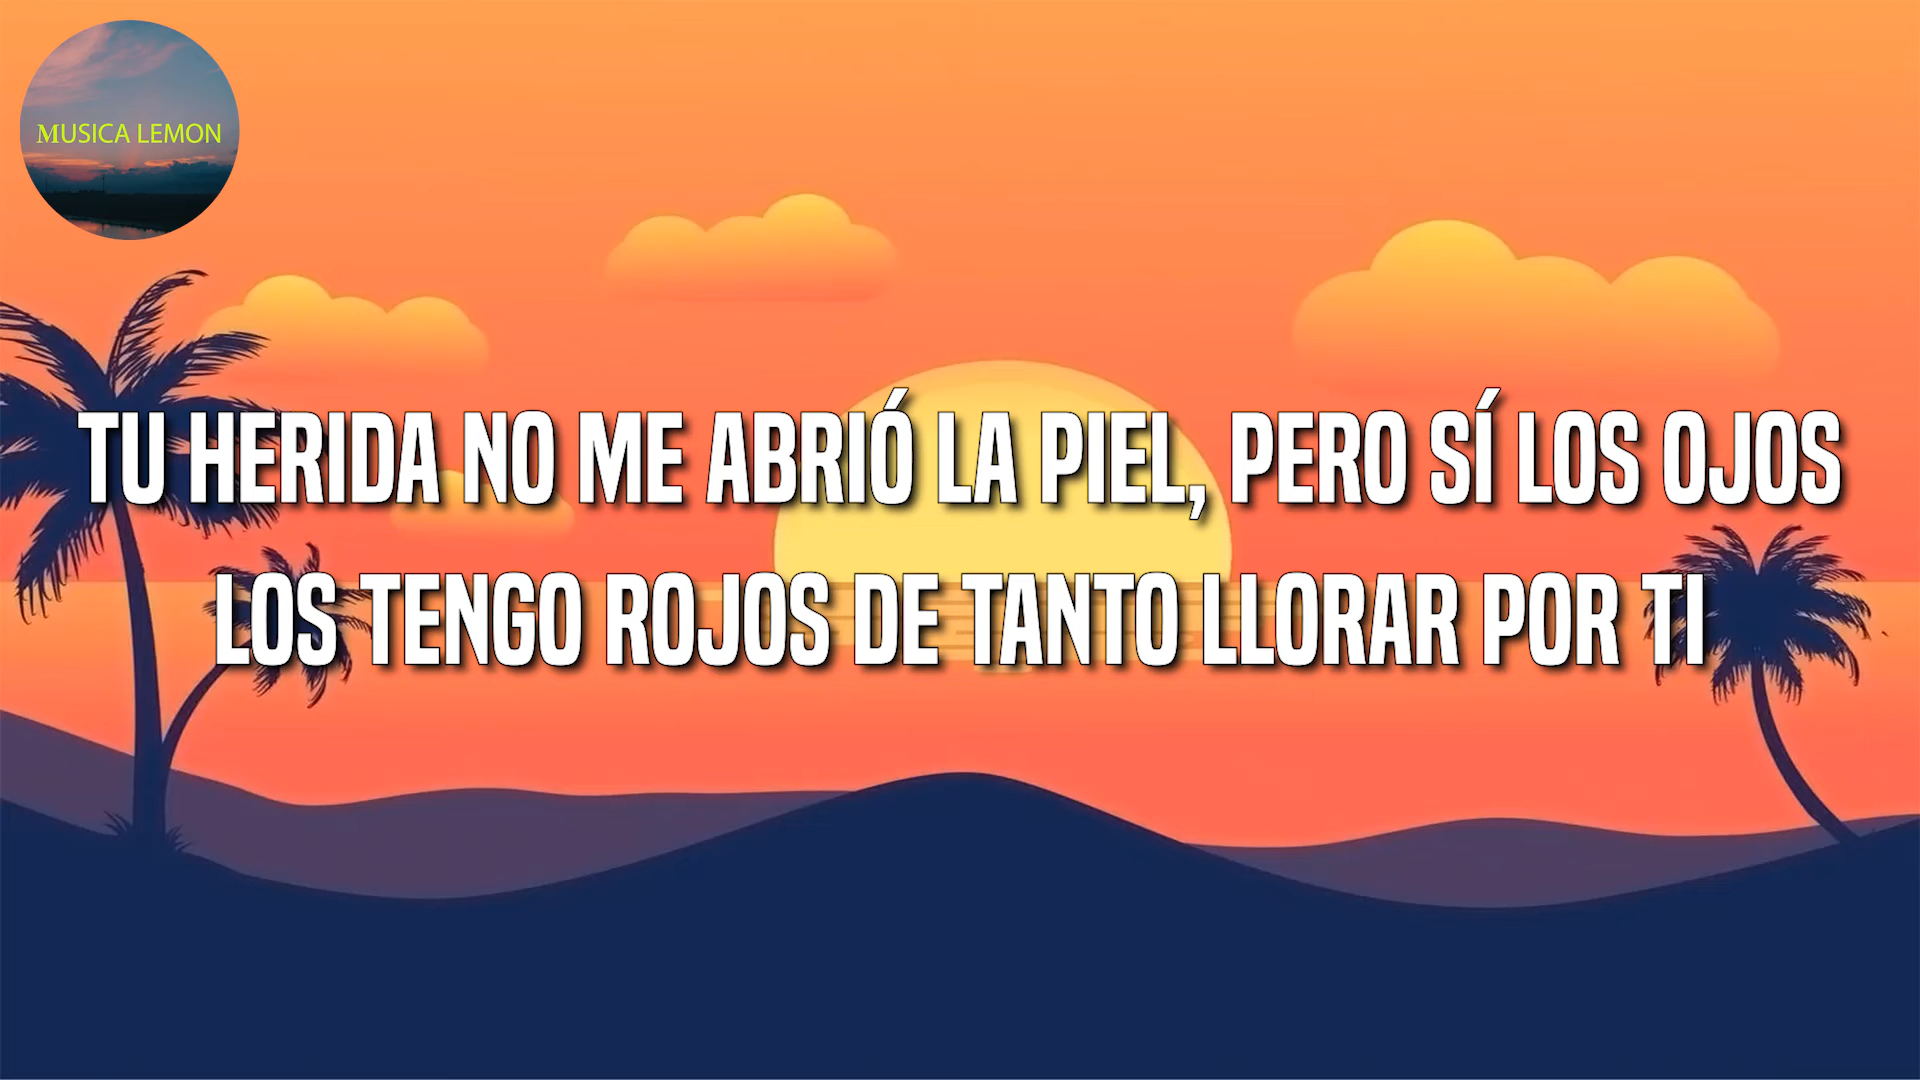 MUSICA LEMON
TU HERIDA NO ME ABRIÓ LA PIEL, PERO SÍ LOS OJOS
LOS TENGO ROJOS DE TANTO LLORAR POR TI